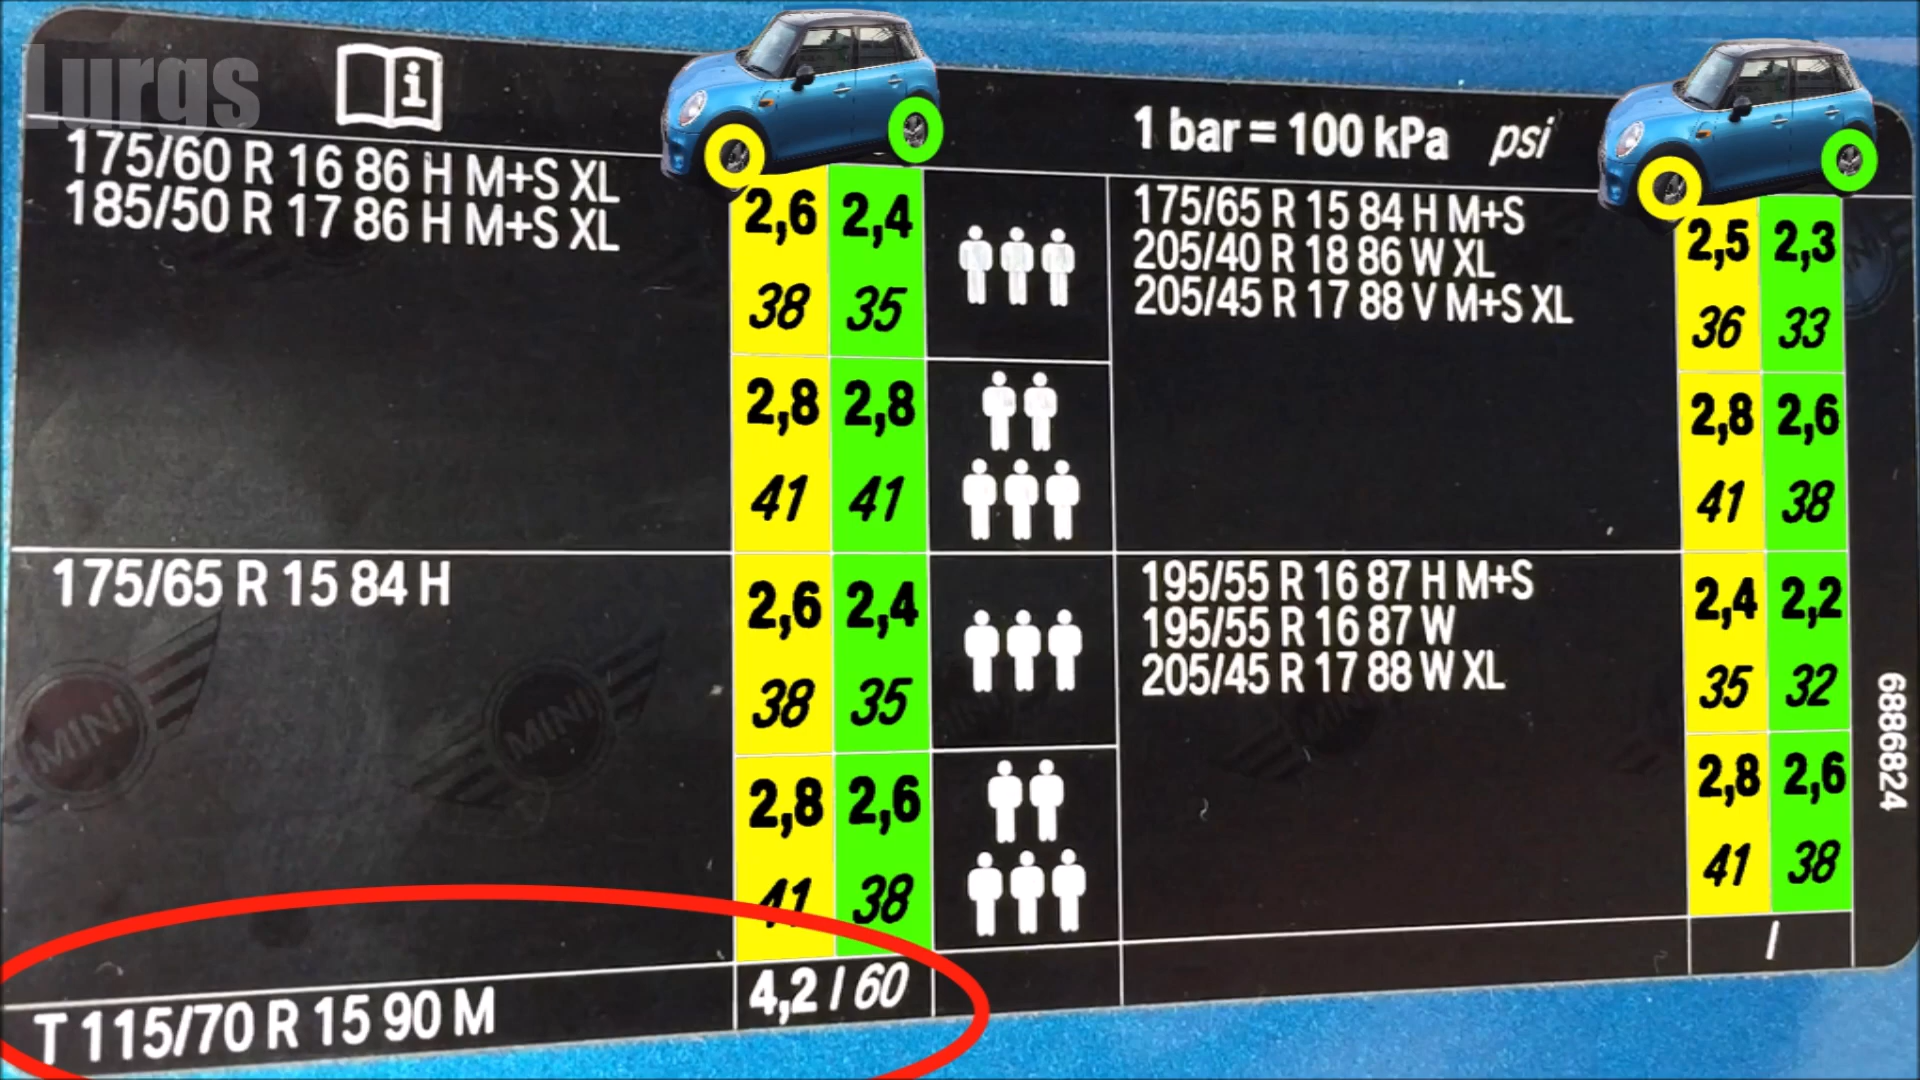 Lurgs
1 bar = 100 kPa psi
175/60 R 16 86 H M+S XL
185/50 R 17 86 H M+S XL
2,6 2,4
38 35
2,8 2,8
41 41
175/65 R 15 84 H M+S
205/40 R 18 86 W XL
205/45 R 17 88 V M+S XL
2,5 2,3
36 33
2,8 2,6
41 38
175/65 R 15 84 H
2,6 2,4
38 35
2,8 2,6
41 38
195/55 R 16 87 H M+S
195/55 R 16 87 W
205/45 R 17 88 W XL
2,4 2,2
35 32
2,8 2,6
41 38
MINI
MINI
T 115/70 R 15 90 M
4,2 / 60
/
6886824